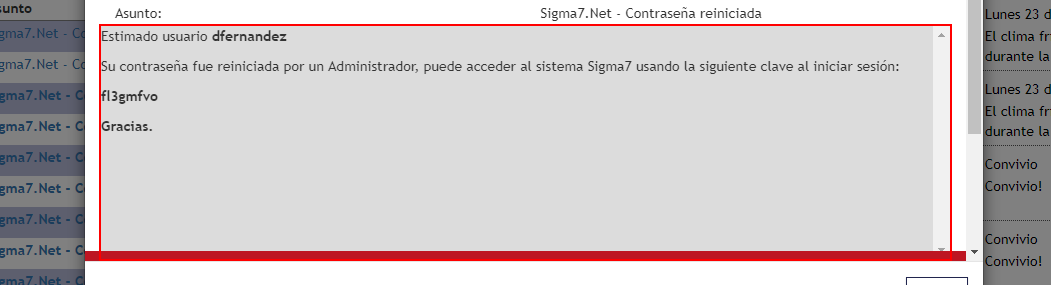 sunto
Asunto:
Sigma7.Net - Contraseña reiniciada
gma7.Net - Co
gma7.Net - Co
gma7.Net - C
gma7.Net - C
gma7.Net - C
gma7.Net - C
gma7.Net - C
gma7.Net - C
gma7.Net - C
Estimado usuario dfernandez
Su contraseña fue reiniciada por un Administrador, puede acceder al sistema Sigma7 usando la siguiente clave al iniciar sesión:
fl3gmfvo
Gracias.
Lunes 23 d
El clima fr
durante la
Lunes 23 d
El clima fr
durante la
Convivio
Convivio!
Convivio
Convivio!